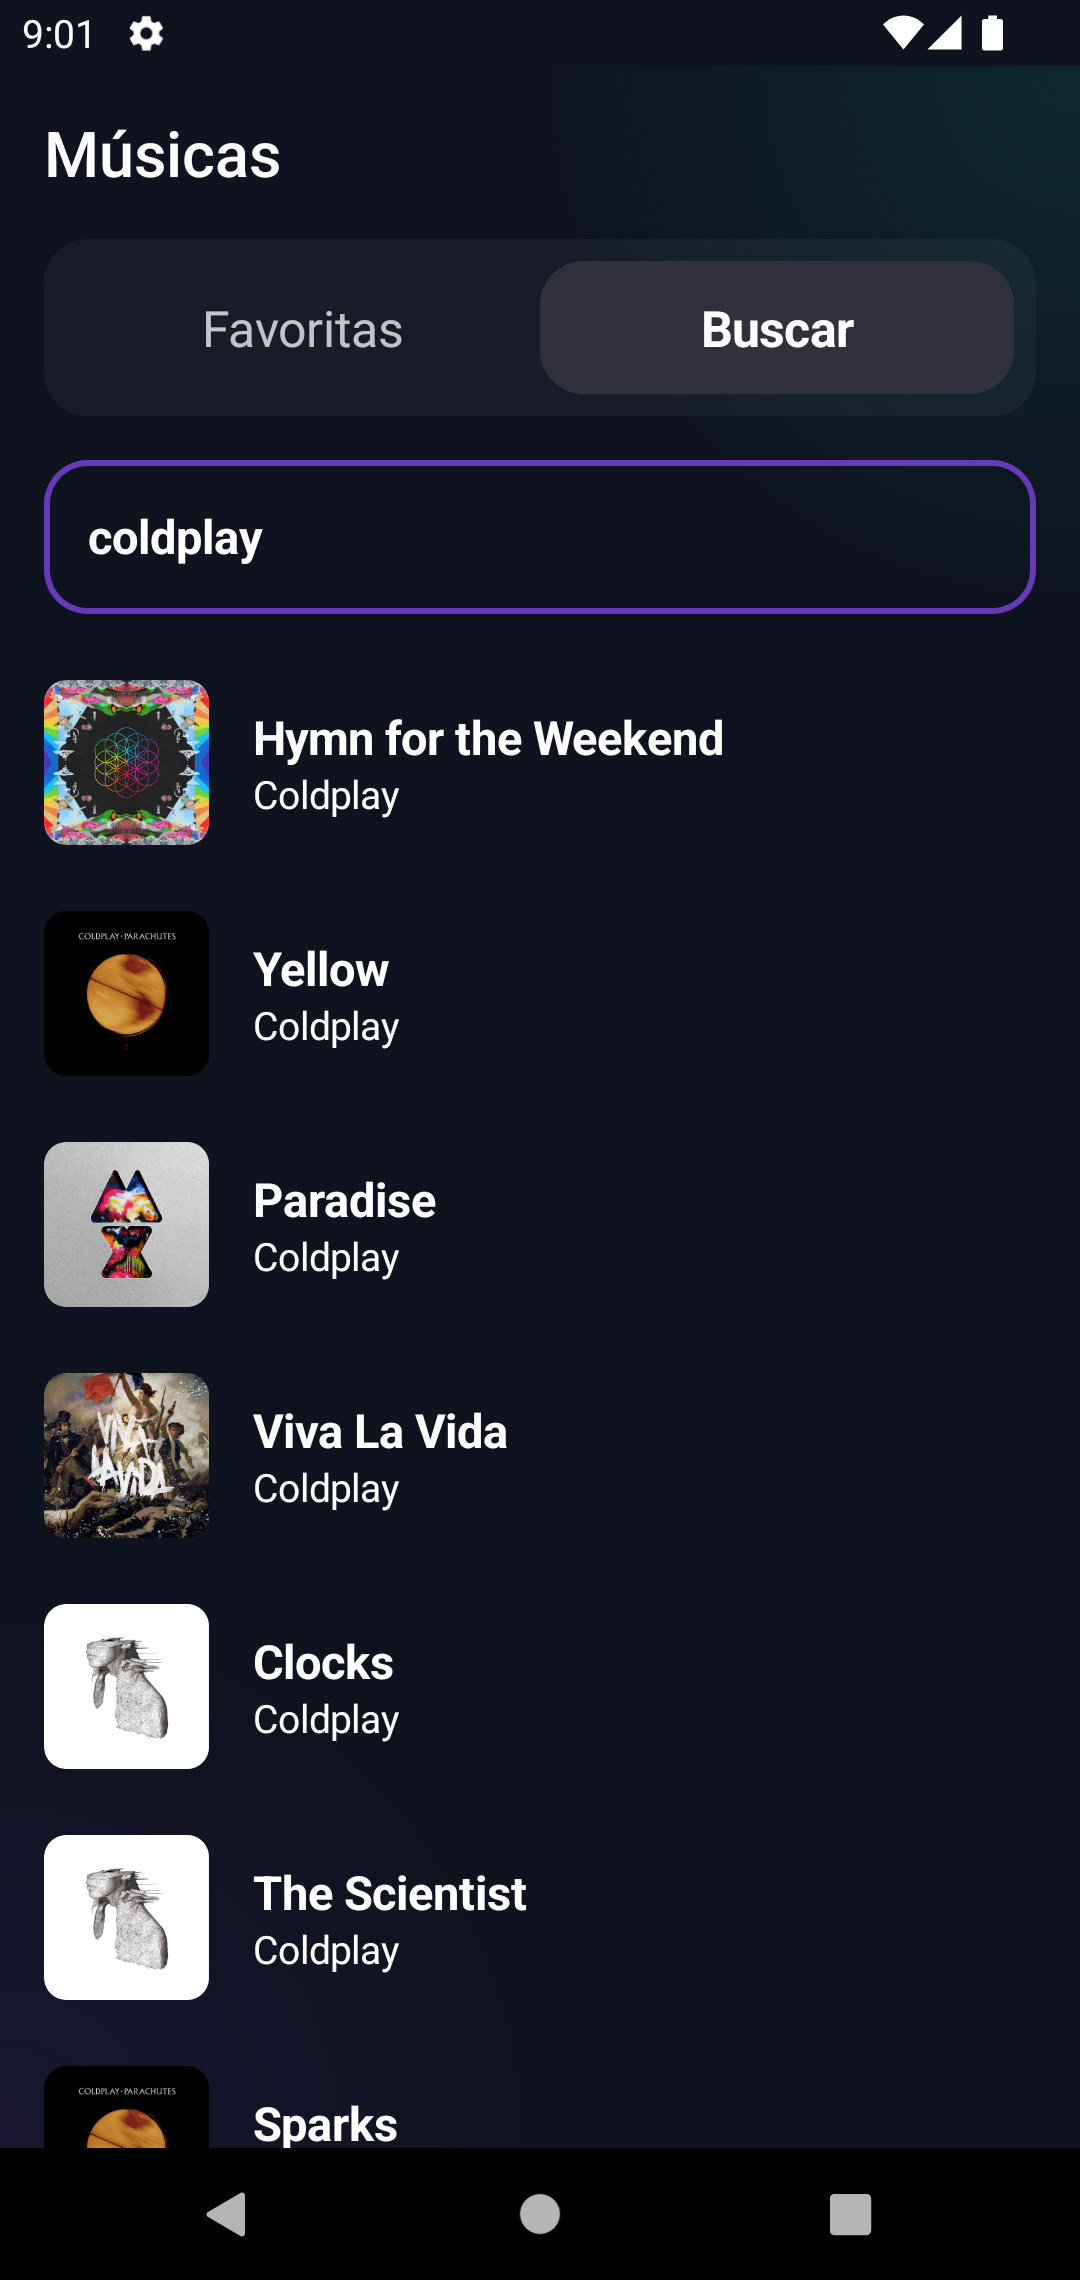 9:01
Músicas
Favoritas
Buscar
coldplay
Hymn for the Weekend
Coldplay
COLDPLAY · PARACHUTES
Yellow
Coldplay
Paradise
Coldplay
VIVA
LA VIDA
Viva La Vida
Coldplay
Clocks
Coldplay
The Scientist
Coldplay
COLDPLAY · PARACHUTES
Sparks